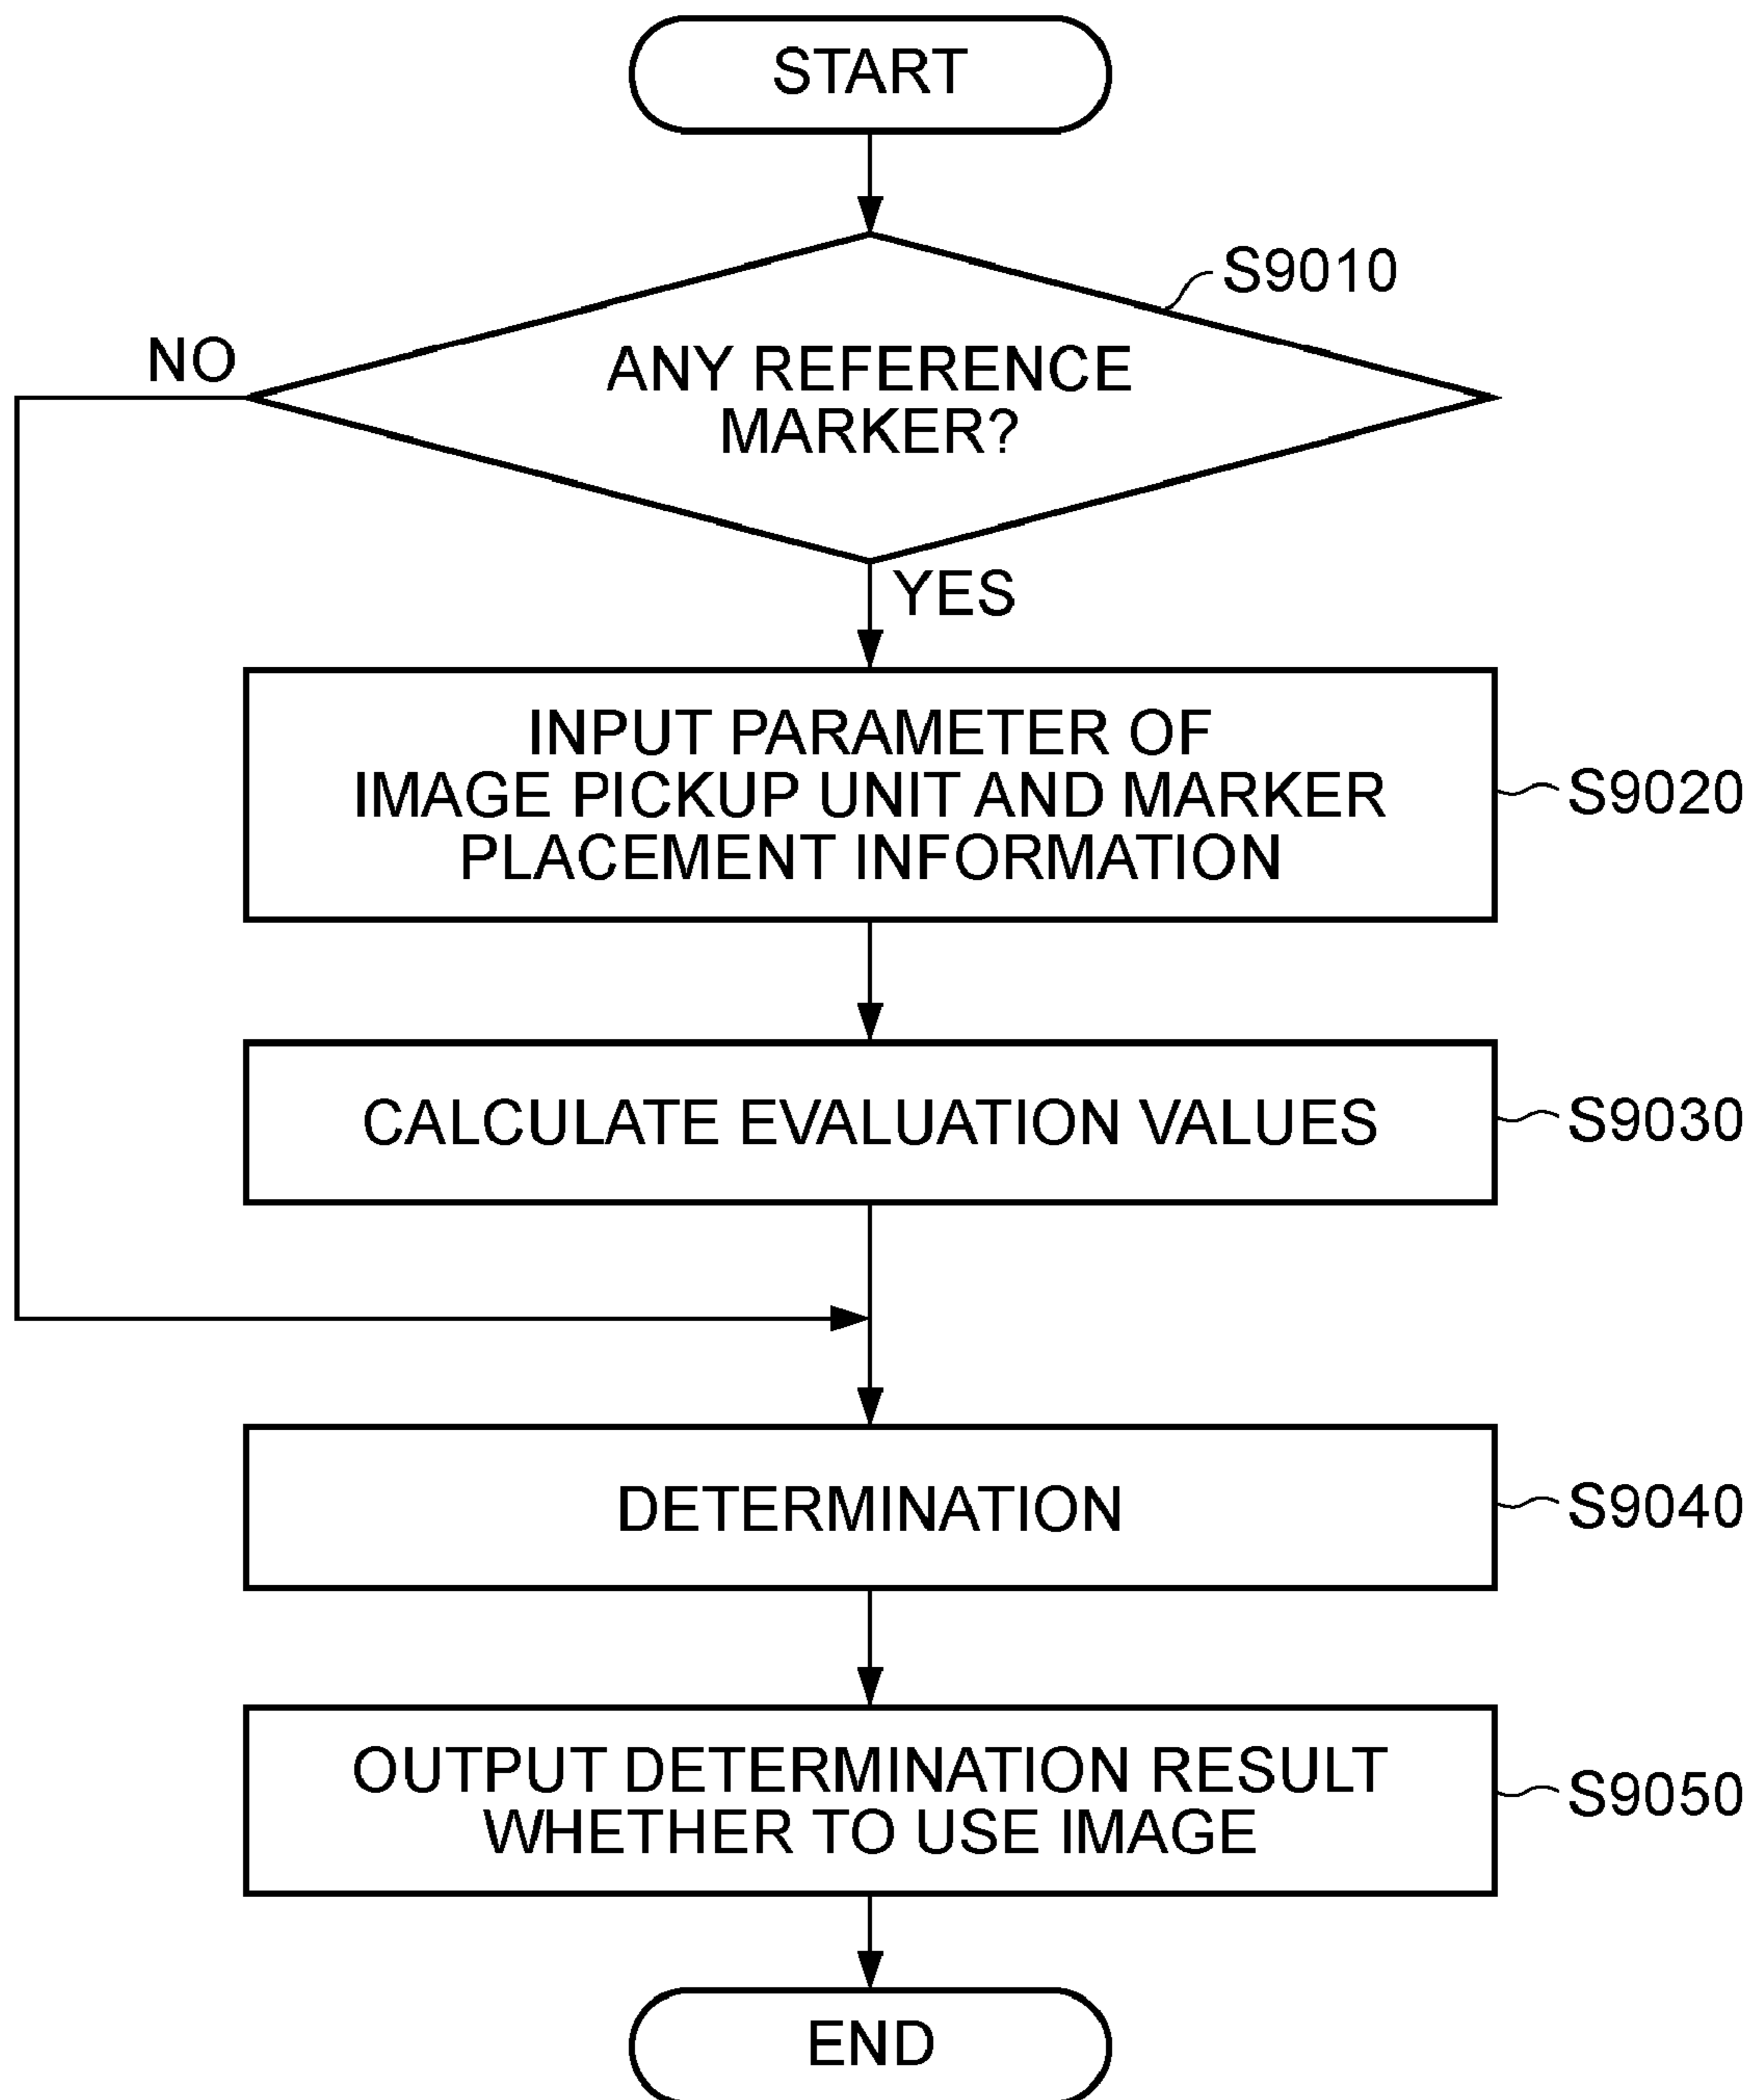 START
S9010
NO
ANY REFERENCE
MARKER?
YES
INPUT PARAMETER OF
IMAGE PICKUP UNIT AND MARKER
PLACEMENT INFORMATION
S9020
CALCULATE EVALUATION VALUES
S9030
DETERMINATION
S9040
OUTPUT DETERMINATION RESULT
WHETHER TO USE IMAGE
S9050
END